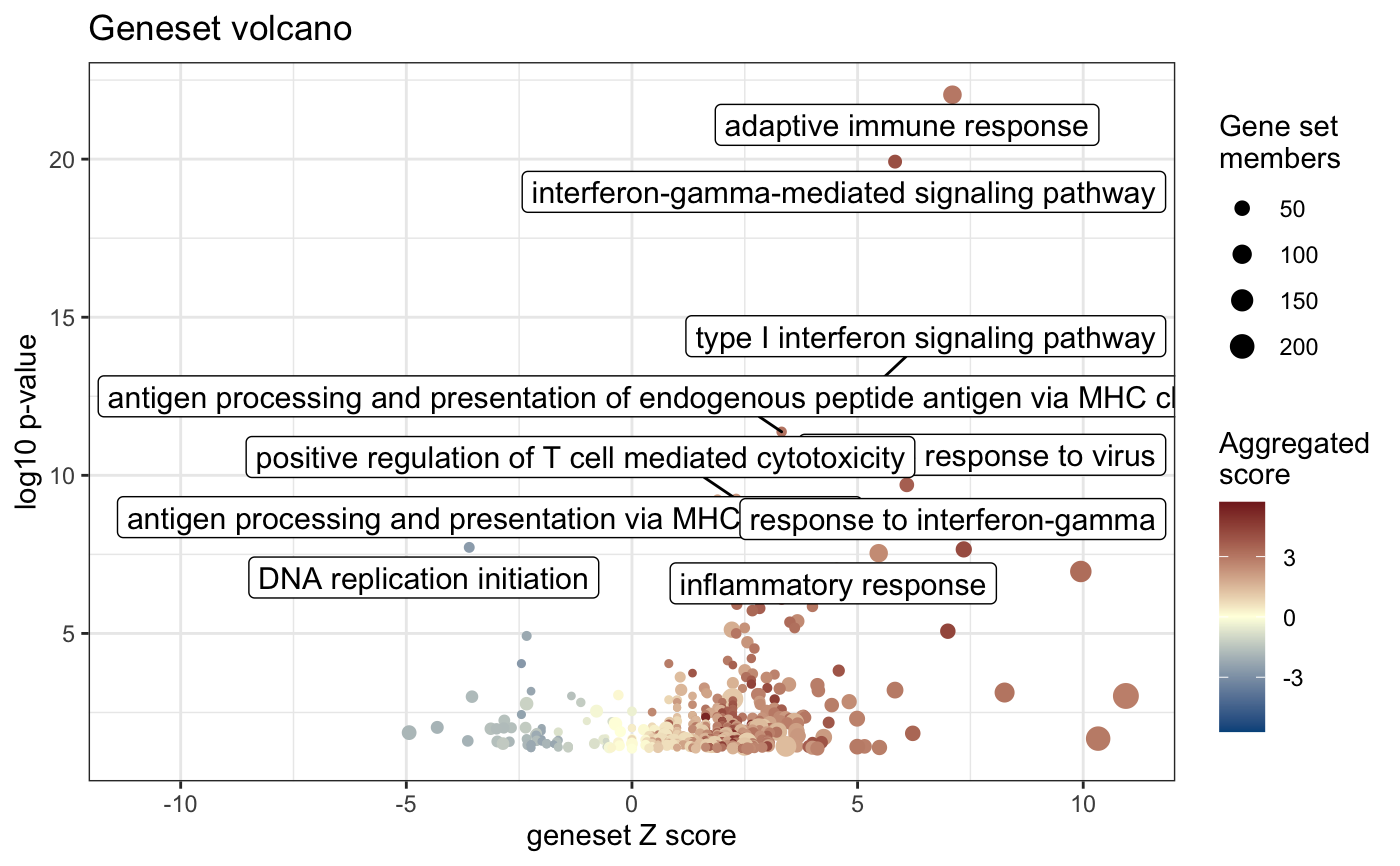 Geneset volcano
adaptive immune response
interferon-gamma-mediated signaling pathway
type I interferon signaling pathway
antigen processing and presentation of endogenous peptide antigen via MHC cl
positive regulation of T cell mediated cytotoxicity
response to virus
antigen processing and presentation via MHC
response to interferon-gamma
DNA replication initiation
inflammatory response
20
15
10
5
-10
-5
0
5
10
log10 p-value
geneset Z score
Gene set
members
50
100
150
200
Aggregated
score
3
0
-3